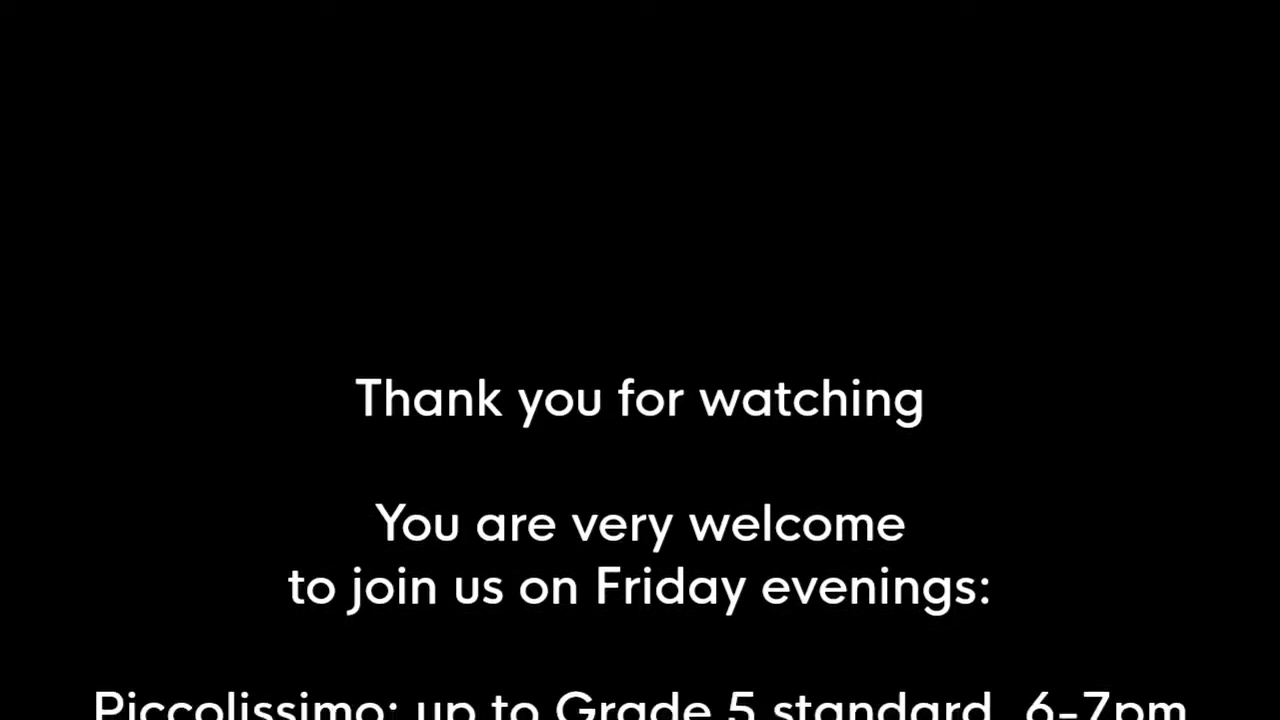 Thank you for watching
You are very welcome
to join us on Friday evenings:
Piccolissimo: up to Grade 5 standard, 6-7pm